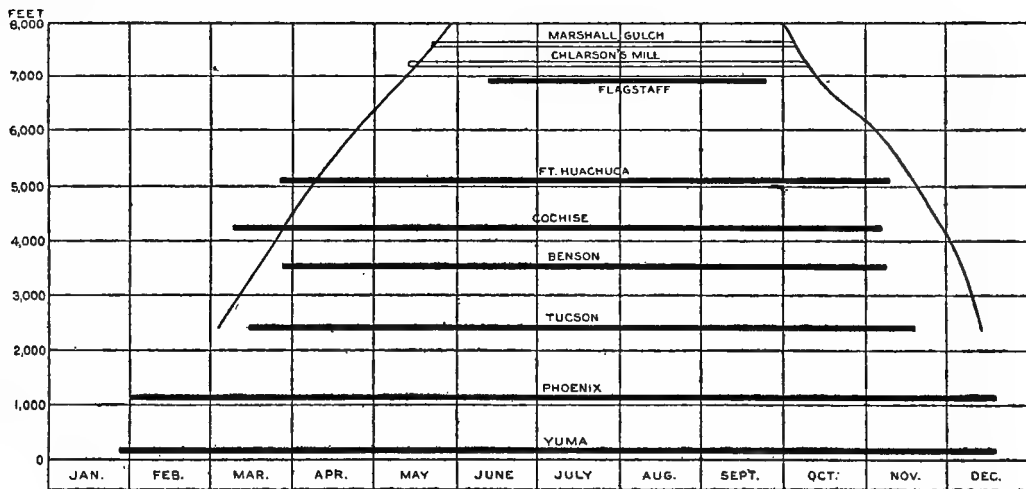 FEET
8,000
MARSHALL GULCH
CHLARSON'S MILL
7,000
FLAGSTAFF
6,000
FT. HUACHUCA
5,000
COCHISE
4,000
BENSON
3,000
TUCSON
2,000
PHOENIX
1,000
YUMA
0
JAN. FEB. MAR. APR. MAY JUNE JULY AUG. SEPT. OCT. NOV. DEC.